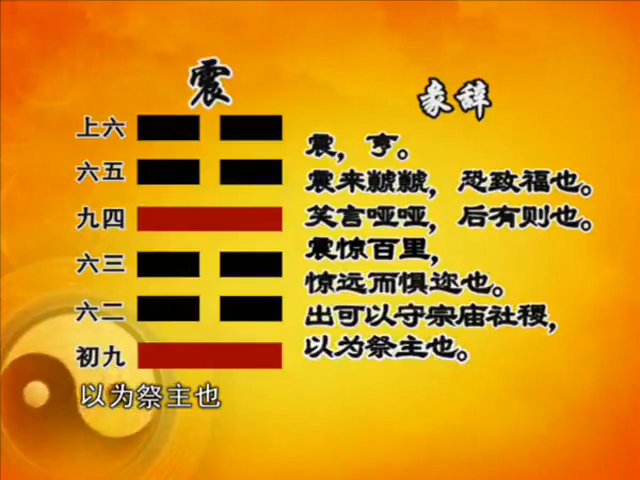 震
彖辞
上六
六五
九四
六三
六二
初九
震，亨。
震来虩虩，恐致福也。
笑言哑哑，后有则也。
震惊百里，
惊远而惧迩也。
出可以守宗庙社稷，
以为祭主也。
以为祭主也